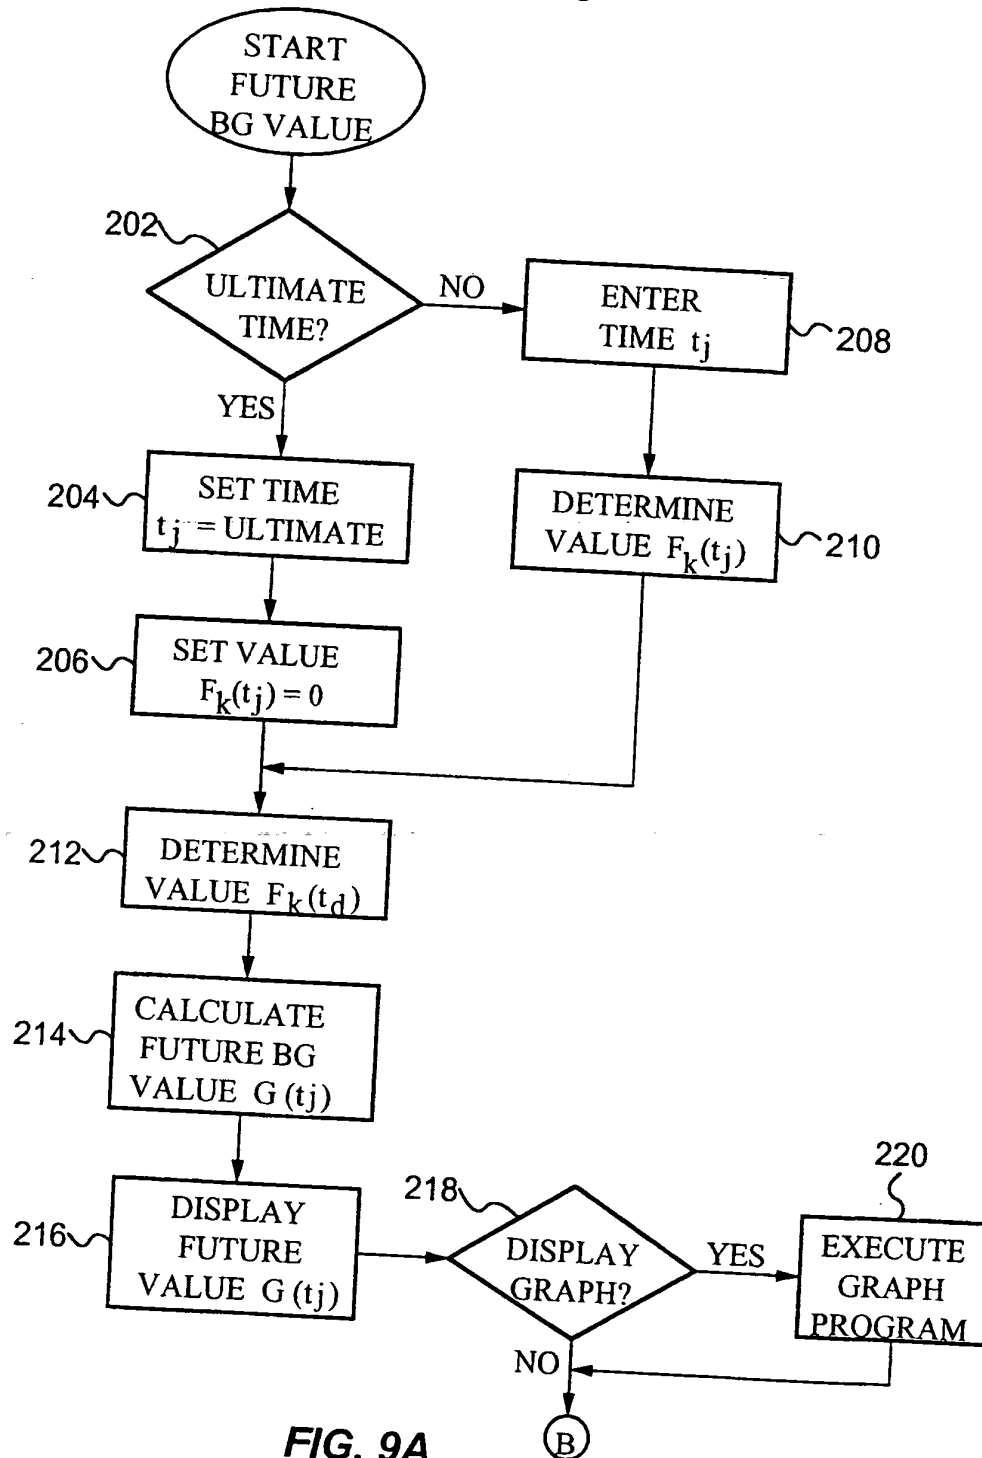 START
FUTURE
BG VALUE
202
ULTIMATE
TIME?
NO
ENTER
TIME tj
208
YES
204
SET TIME
tj = ULTIMATE
DETERMINE
VALUE Fk(tj)
210
206
SET VALUE
Fk(tj) = 0
212
DETERMINE
VALUE Fk(td)
214
CALCULATE
FUTURE BG
VALUE G(tj)
216
DISPLAY
FUTURE
VALUE G(tj)
218
DISPLAY
GRAPH?
YES
220
EXECUTE
GRAPH
PROGRAM
NO
B
FIG. 9A